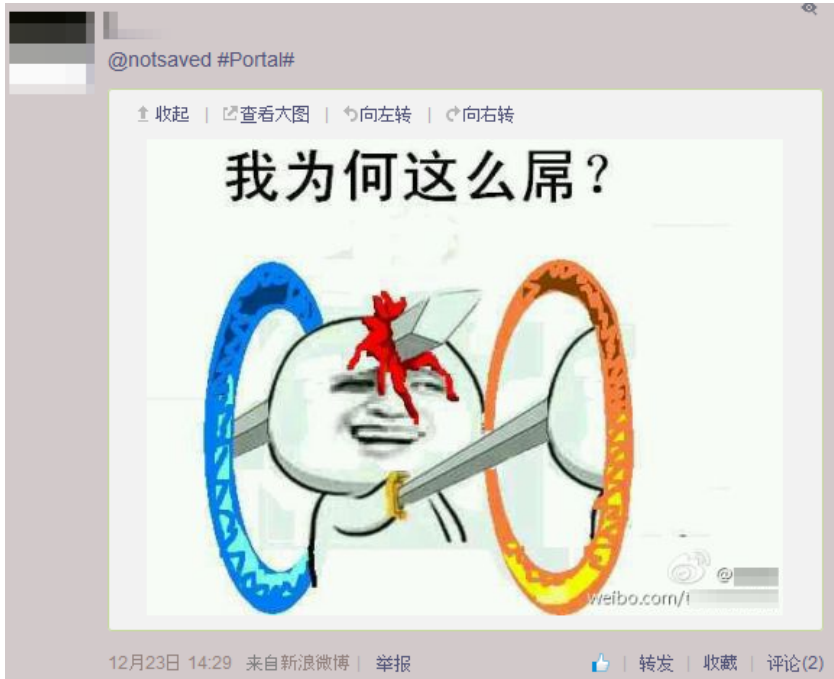 @notsaved #Portal#
收起 | 查看大图 | 向左转 | 向右转
我为何这么屌？
@
weibo.com/
12月23日 14:29 来自新浪微博 | 举报
| 转发 | 收藏 | 评论(2)